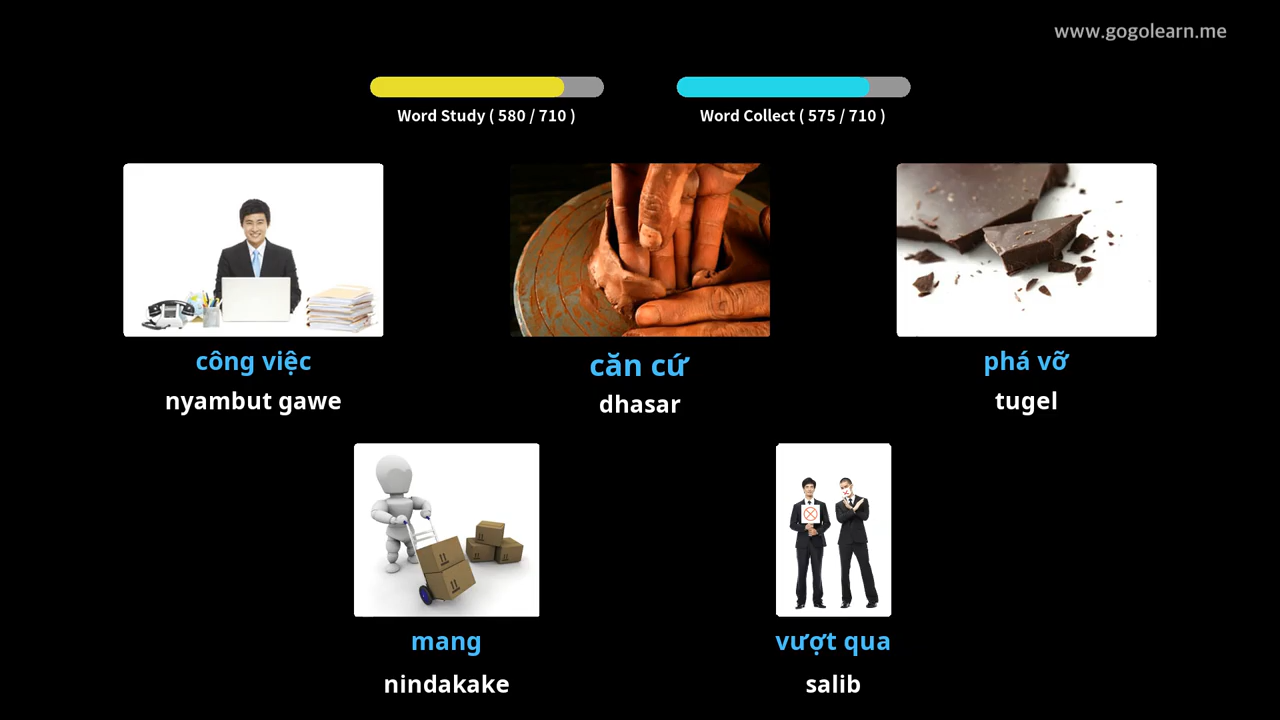 www.gogolearn.me
Word Study ( 580 / 710 )
Word Collect ( 575 / 710 )
công việc
căn cứ
phá vỡ
nyambut gawe
dhasar
tugel
mang
vượt qua
nindakake
salib